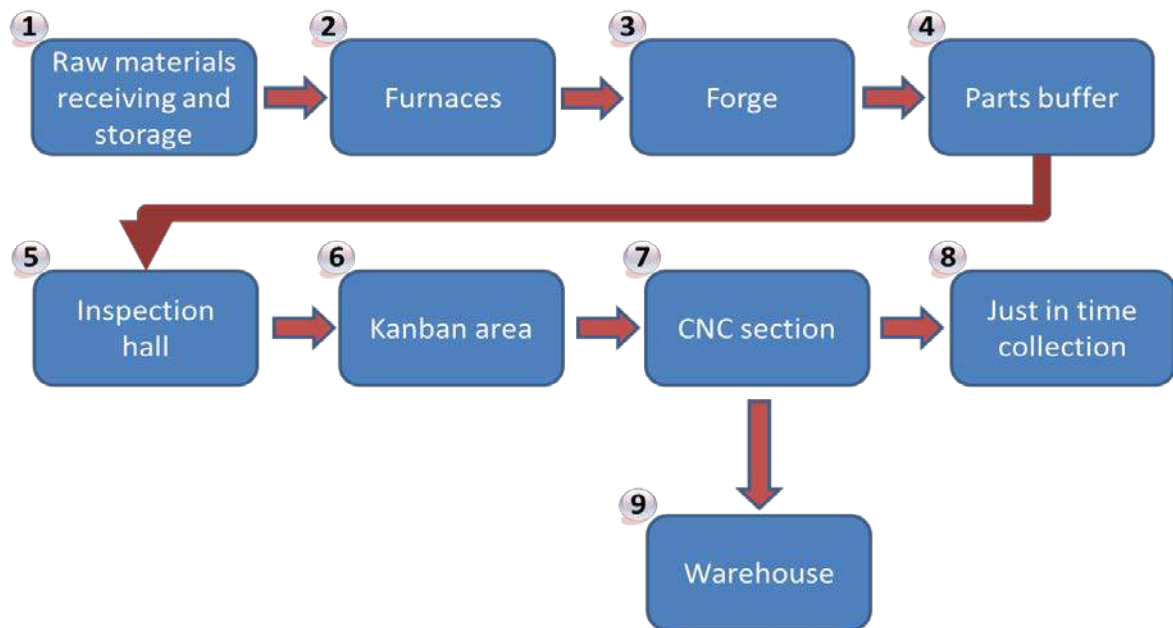 1
Raw materials
receiving and
storage
2
Furnaces
3
Forge
4
Parts buffer
5
Inspection
hall
6
Kanban area
7
CNC section
8
Just in time
collection
9
Warehouse